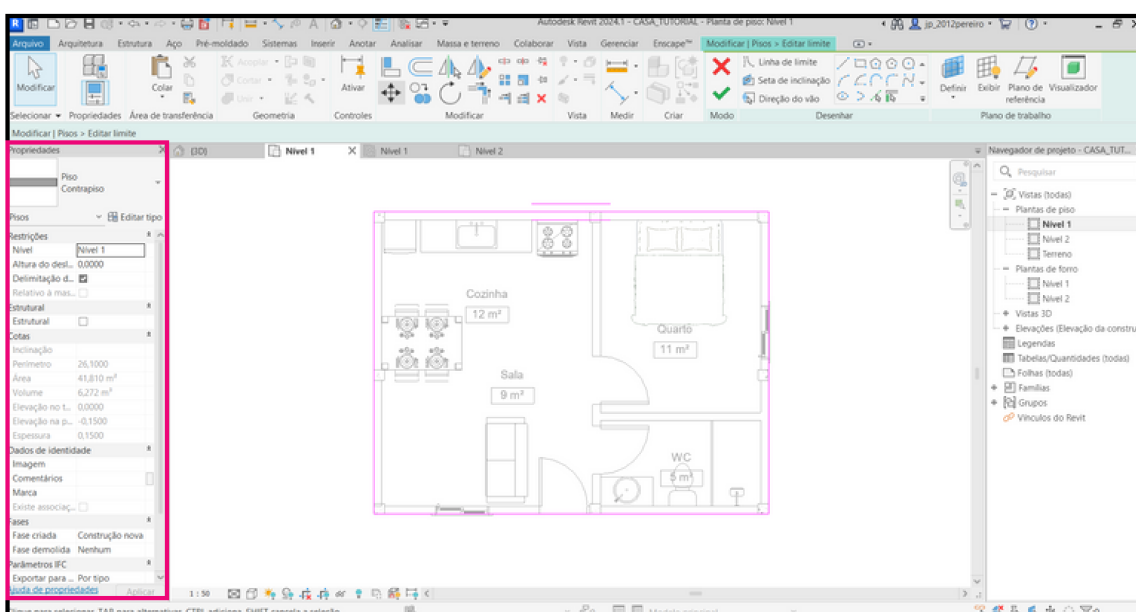 Autodesk Revit 2024.1 - CASA_TUTORIAL - Planta de piso: Nível 1
jp_2012pereiro
Arquivo Arquitetura Estrutura Aço Pré-moldado Sistemas Inserir Anotar Analisar Massa e terreno Colaborar Vista Gerenciar Enscape™ Modificar | Pisos > Editar limite
Modificar
Colar
Acoplar
Cortar
Unir
Ativar
Linha de limite
Seta de inclinação
Direção do vão
Definir Exibir Plano de referência Visualizador
Selecionar Propriedades Área de transferência Geometria Controles Modificar Vista Medir Criar Modo Desenhar Plano de trabalho
Modificar | Pisos > Editar limite
Propriedades
(3D)
Nível 1 X
Nível 1
Nível 2
Piso
Contrapiso
Pisos
Editar tipo
Restrições
Nível Nível 1
Altura do desl... 0,0000
Delimitação d...
Relativo à mas...
Estrutural
Estrutural
Cotas
Inclinação
Perímetro 26,1000
Área 41,810 m²
Volume 6,272 m³
Elevação no t... 0,0000
Elevação na p... -0,1500
Espessura 0,1500
Dados de identidade
Imagem
Comentários
Marca
Existe associaç...
Fases
Fase criada Construção nova
Fase demolida Nenhum
Parâmetros IFC
Exportar para ... Por tipo
Ajuda de propriedades Aplicar
Cozinha
12 m²
Quarto
11 m²
Sala
9 m²
WC
5 m²
Navegador de projeto - CASA_TUT...
Pesquisar
Vistas (todas)
Plantas de piso
Nível 1
Nível 2
Terreno
Plantas de forro
Nível 1
Nível 2
Vistas 3D
Elevações (Elevação da constru
Legendas
Tabelas/Quantidades (todas)
Folhas (todas)
Famílias
Grupos
Vínculos do Revit
1 : 50